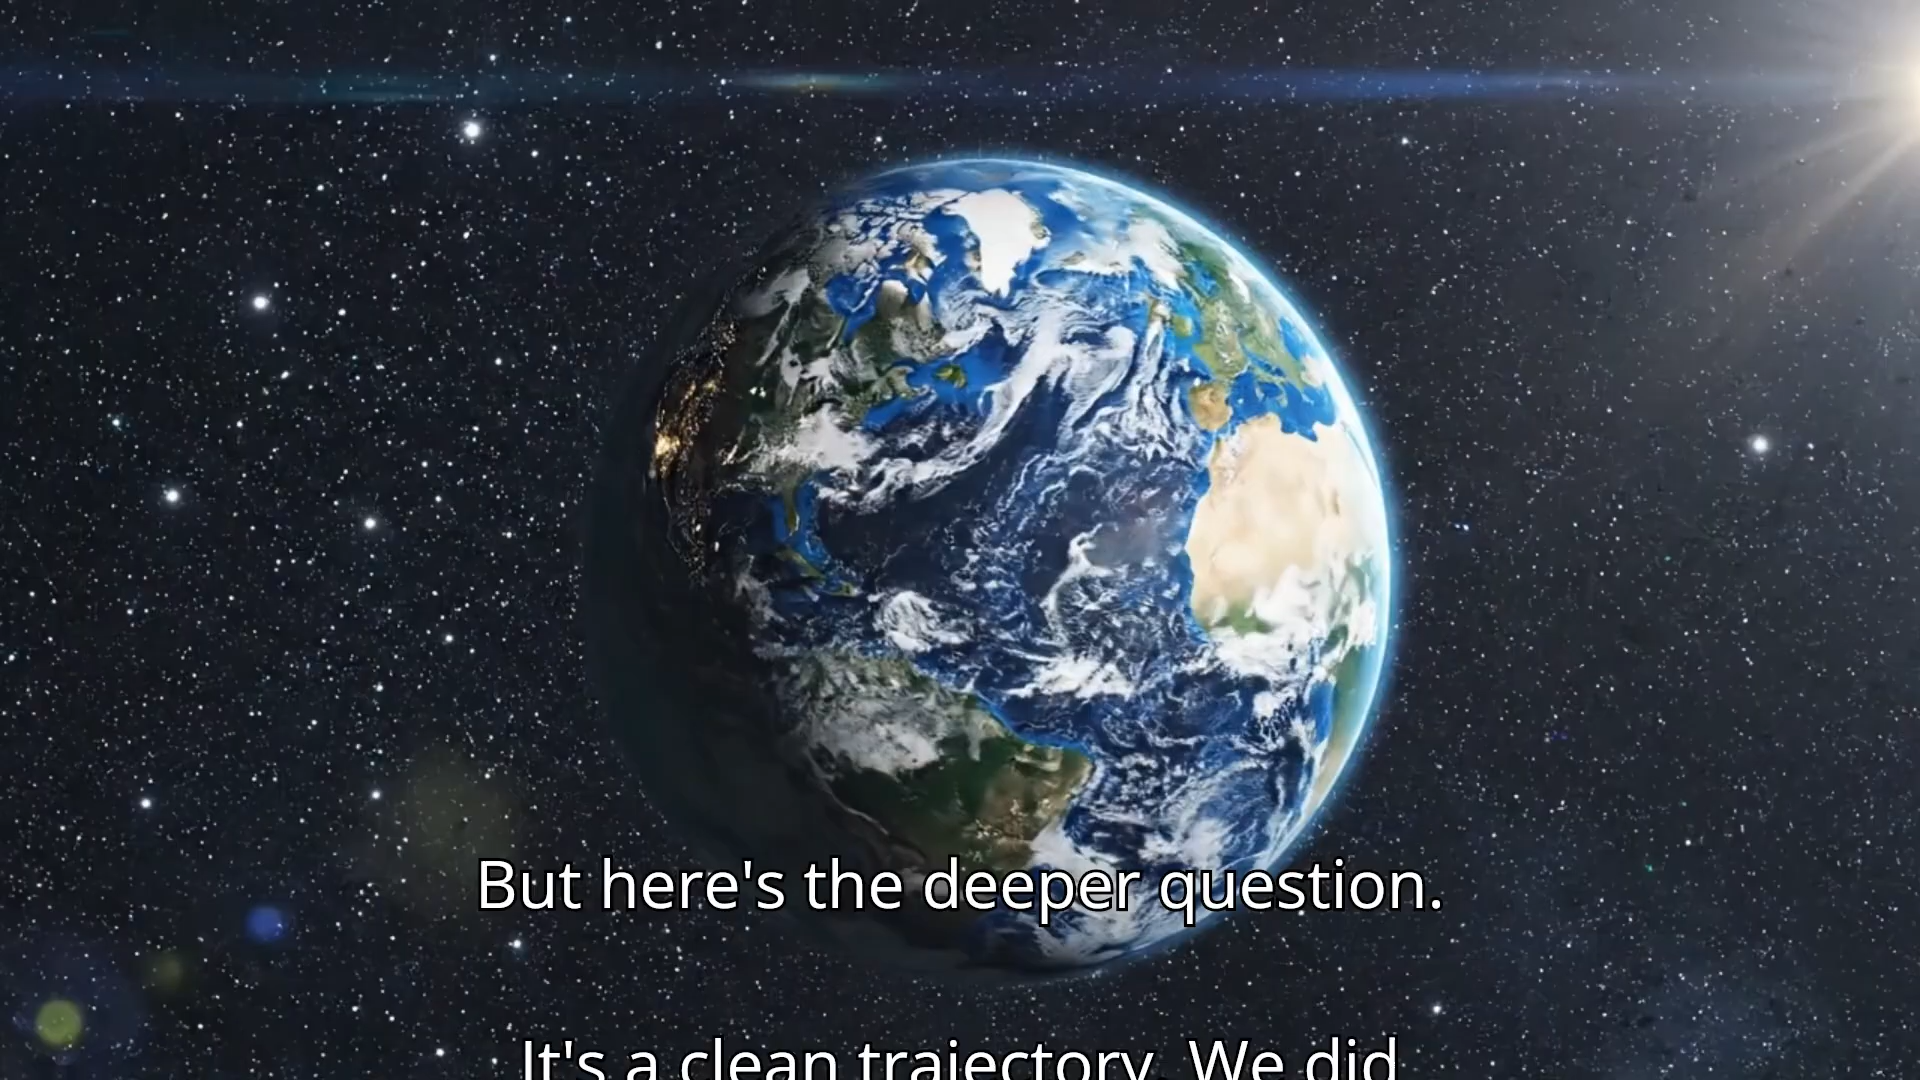 But here's the deeper question.
It's a clean trajectory. We did